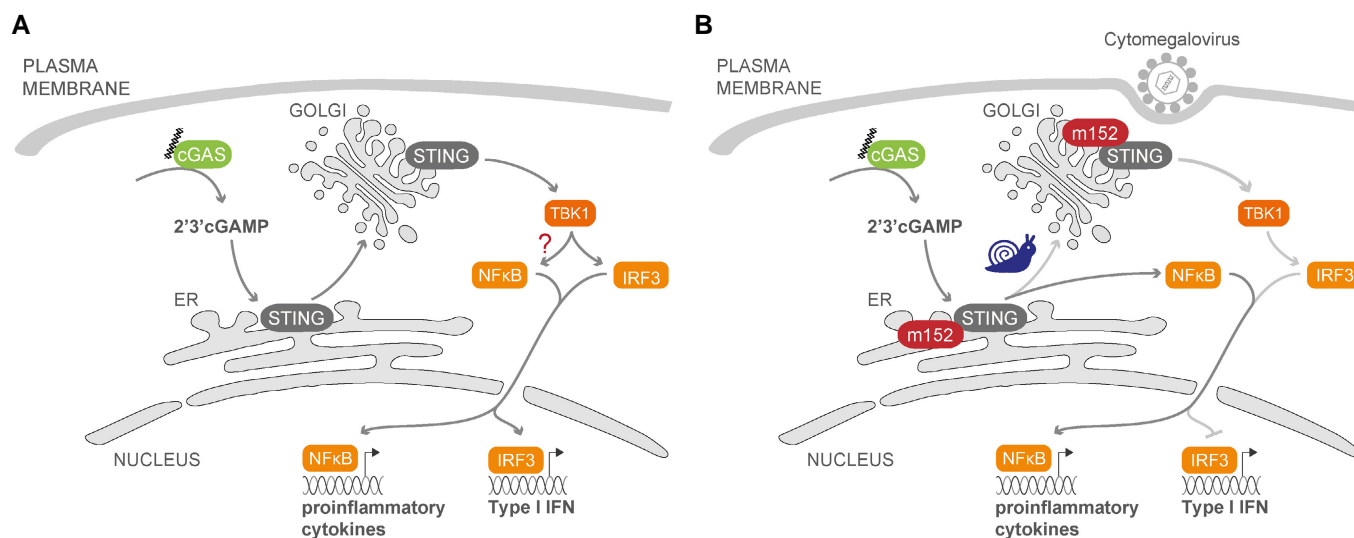 A
PLASMA
MEMBRANE
GOLGI
cGAS
STING
2'3'cGAMP
TBK1
?
NFκB
IRF3
ER
STING
NUCLEUS
NFκB
IRF3
proinflammatory
cytokines
Type I IFN
B
Cytomegalovirus
PLASMA
MEMBRANE
GOLGI
m152
cGAS
STING
2'3'cGAMP
TBK1
NFκB
IRF3
ER
STING
m152
NUCLEUS
NFκB
IRF3
proinflammatory
cytokines
Type I IFN